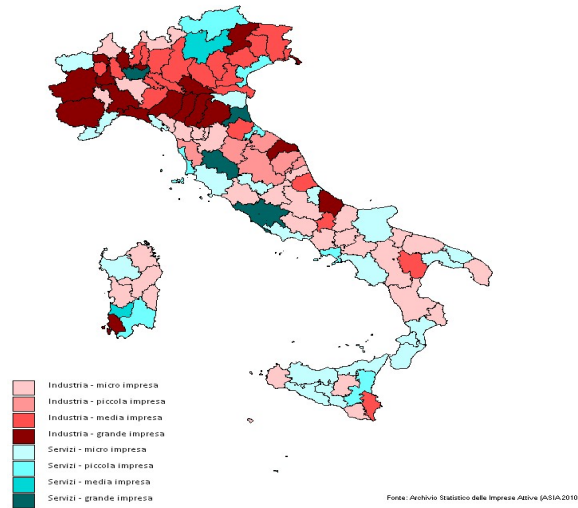 Industria - micro impresa
Industria - piccola impresa
Industria - media impresa
Industria - grande impresa
Servizi - micro impresa
Servizi - piccola impresa
Servizi - media impresa
Servizi - grande impresa
Fonte: Archivio Statistico delle Imprese Attive (ASIA 2010